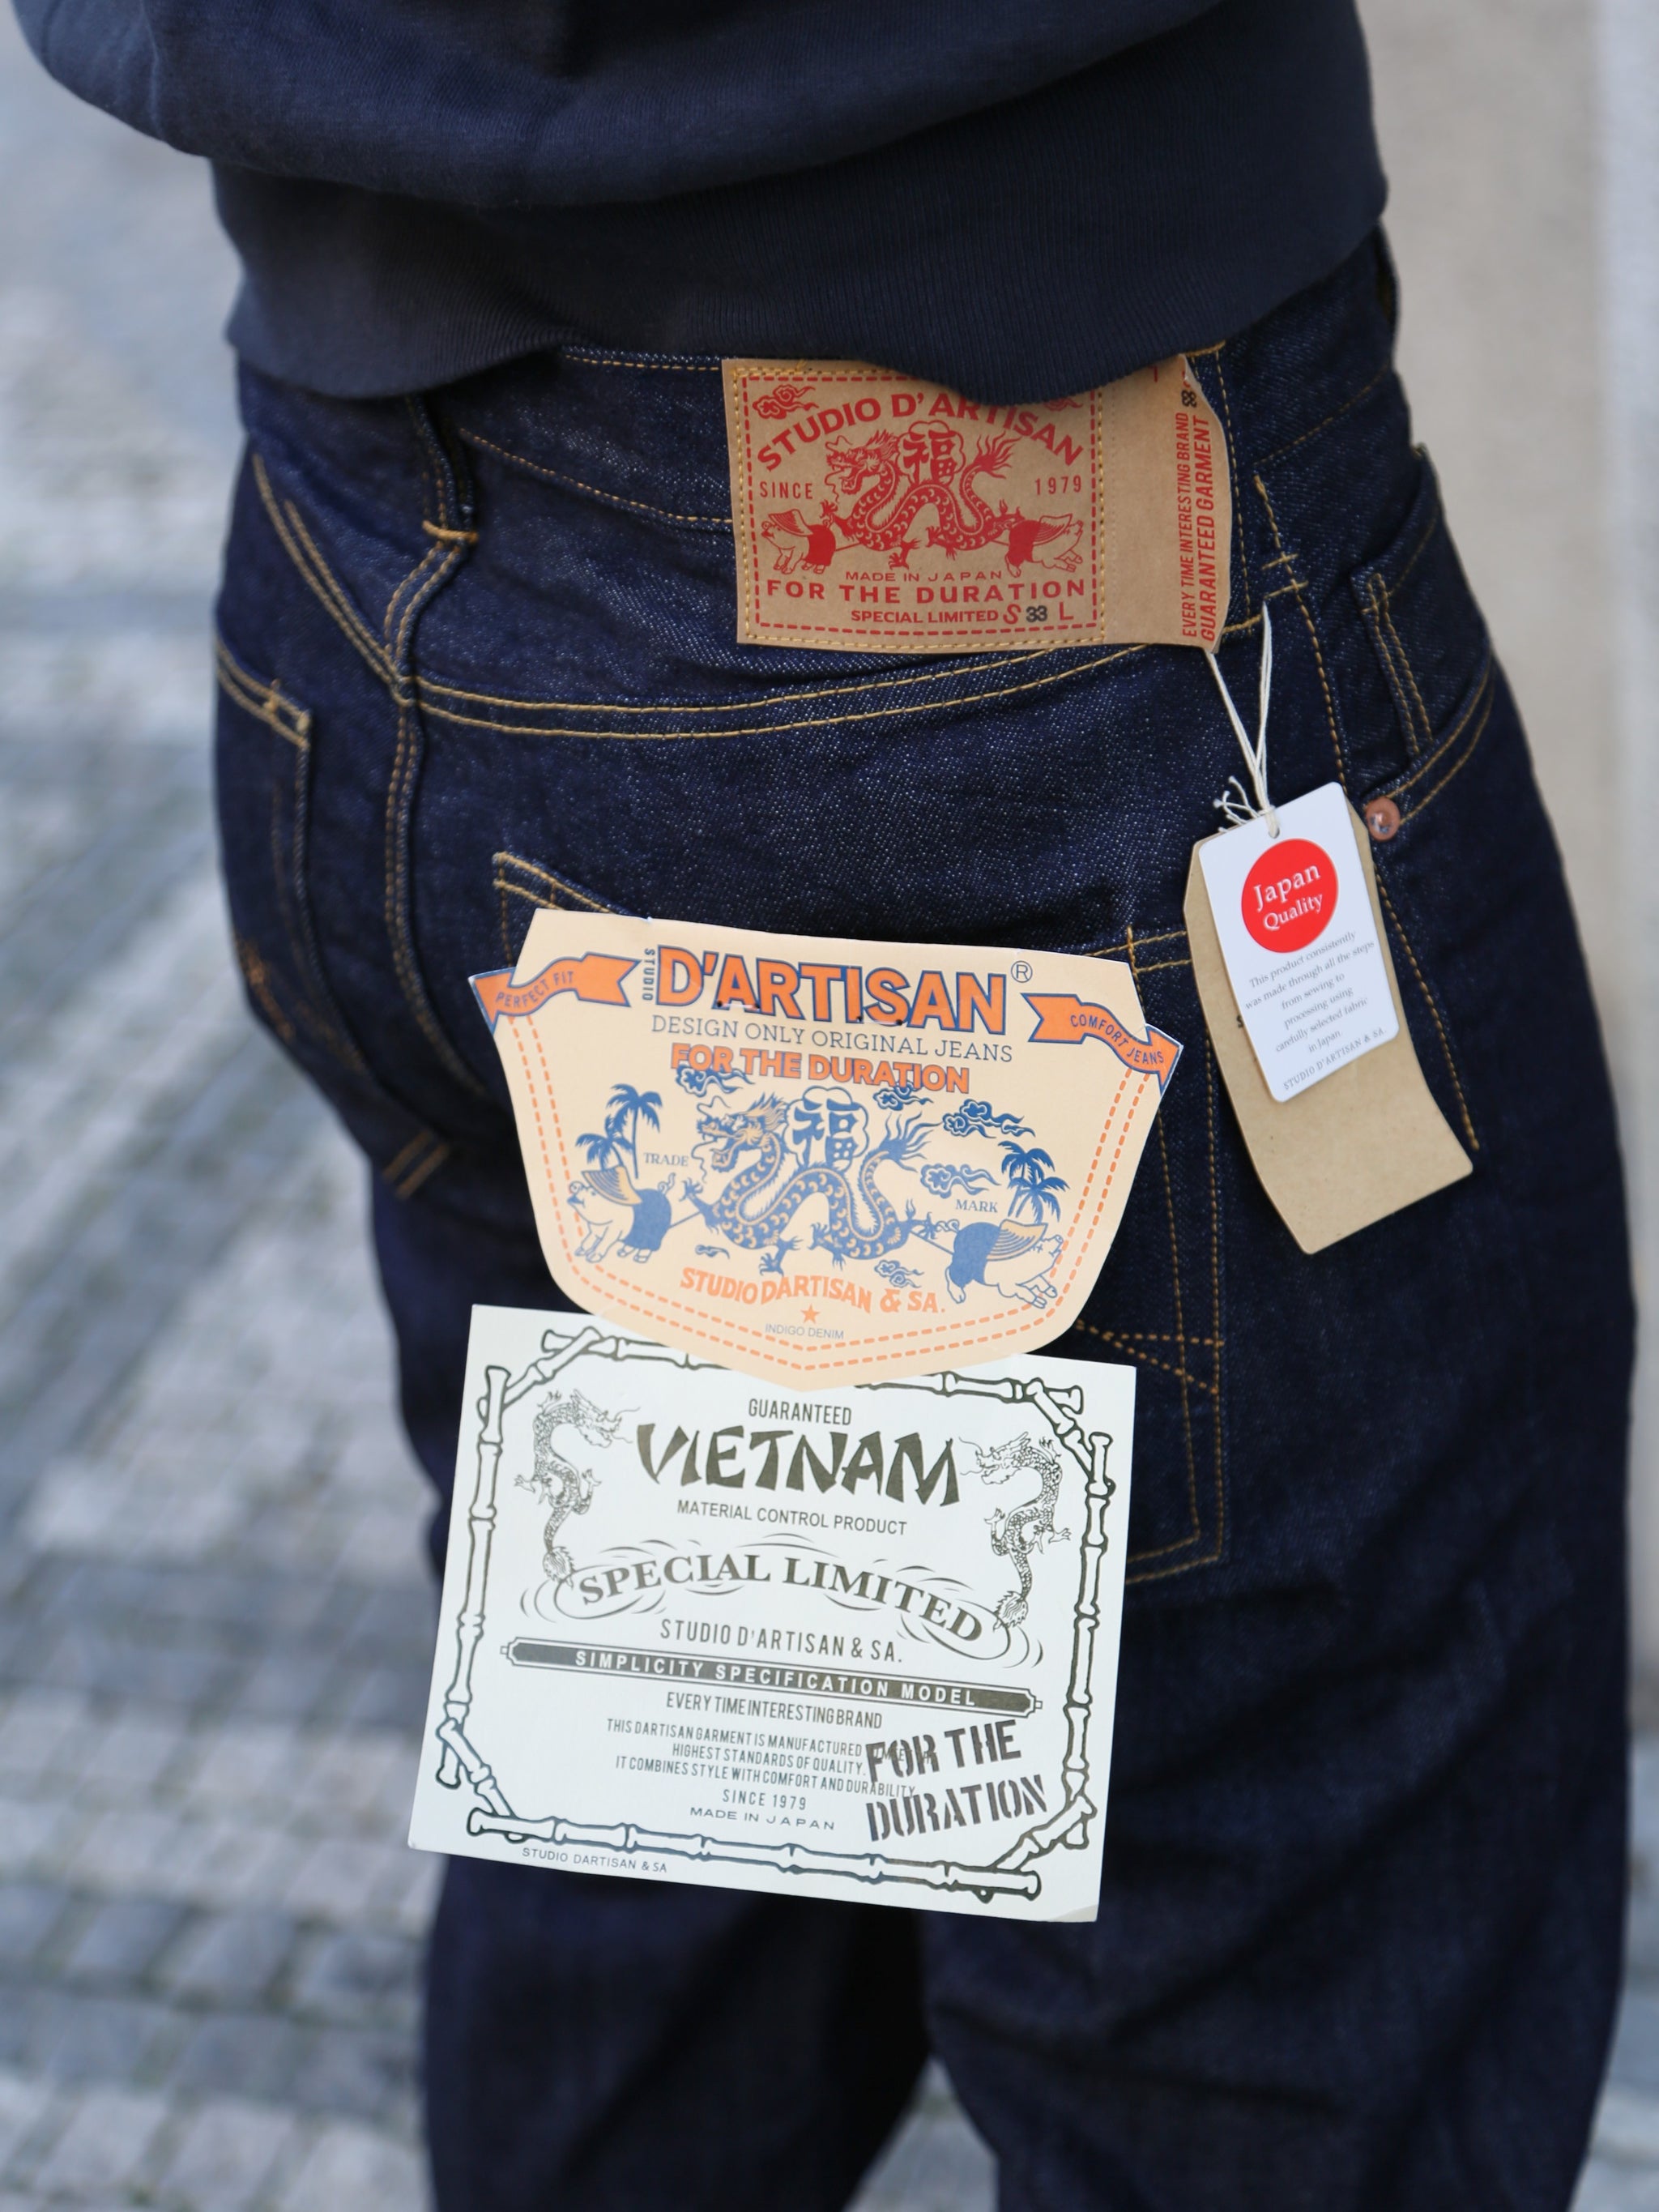 STUDIO D'ARTISAN
福
SINCE 1979
MADE IN JAPAN
FOR THE DURATION
SPECIAL LIMITED S 33 L
EVERY TIME INTERESTING BRAND
GUARANTEED GARMENT
Japan
Quality
This product consistently
was made through all the steps
from sewing to
processing using
carfully selected fabric
in Japan
STUDIO D'ARTISAN & SA
PERFECT FIT
STUDIO D'ARTISAN®
COMFORT JEANS
DESIGN ONLY ORIGINAL JEANS
FOR THE DURATION
福
TRADE
MARK
STUDIO DARTISAN & SA.
INDIGO DENIM
GUARANTEED
VIETNAM
MATERIAL CONTROL PRODUCT
SPECIAL LIMITED
STUDIO D'ARTISAN & SA.
SIMPLICITY SPECIFICATION MODEL
EVERY TIME INTERESTING BRAND
THIS DARTISAN GARMENT IS MANUFACTURED
HIGHEST STANDARDS OF QUALITY.
IT COMBINES STYLE WITH COMFORT AND DURABILITY
SINCE 1979
MADE IN JAPAN
FOR THE
DURATION
STUDIO DARTISAN & SA